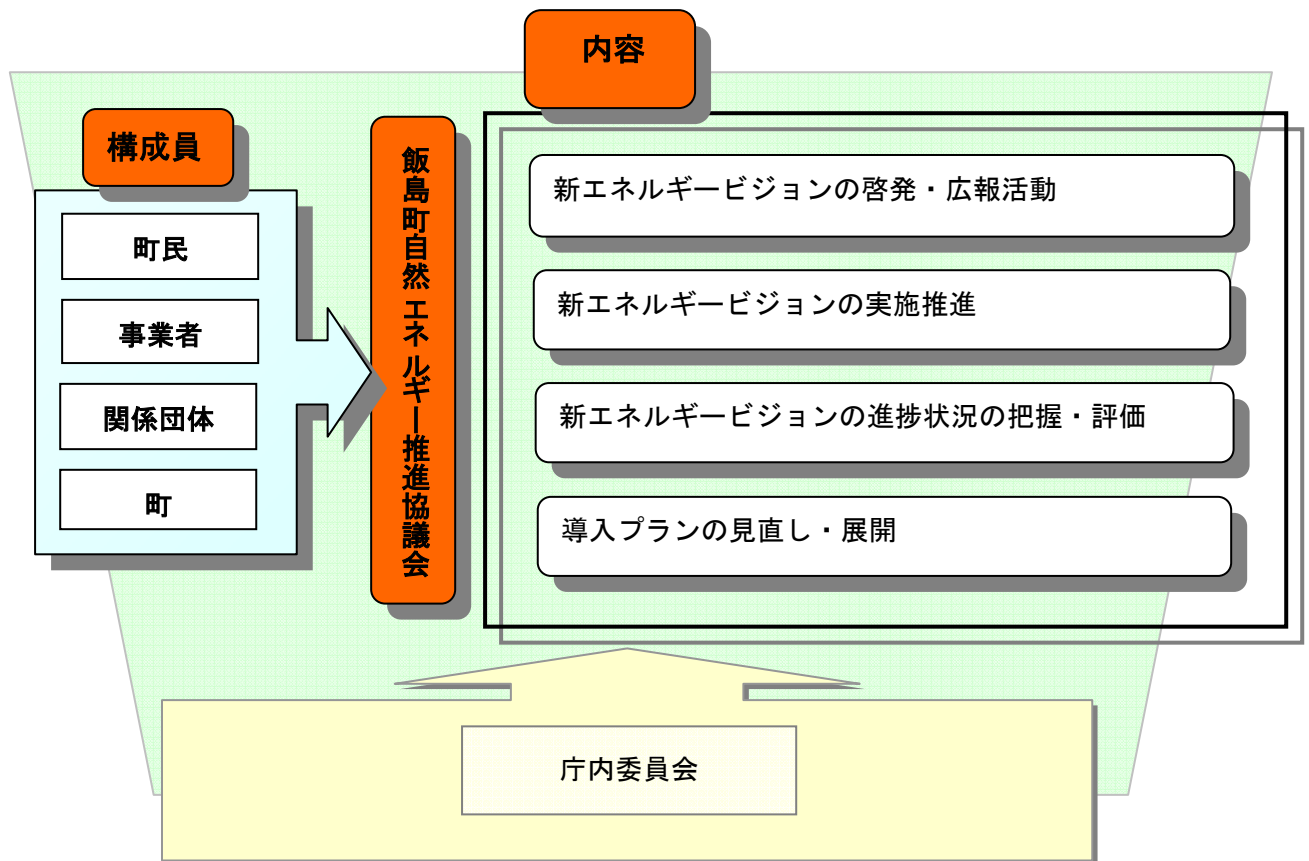 内容
構成員
町民
事業者
関係団体
町
飯島町自然エネルギー推進協議会
新エネルギービジョンの啓発・広報活動
新エネルギービジョンの実施推進
新エネルギービジョンの進捗状況の把握・評価
導入プランの見直し・展開
庁内委員会